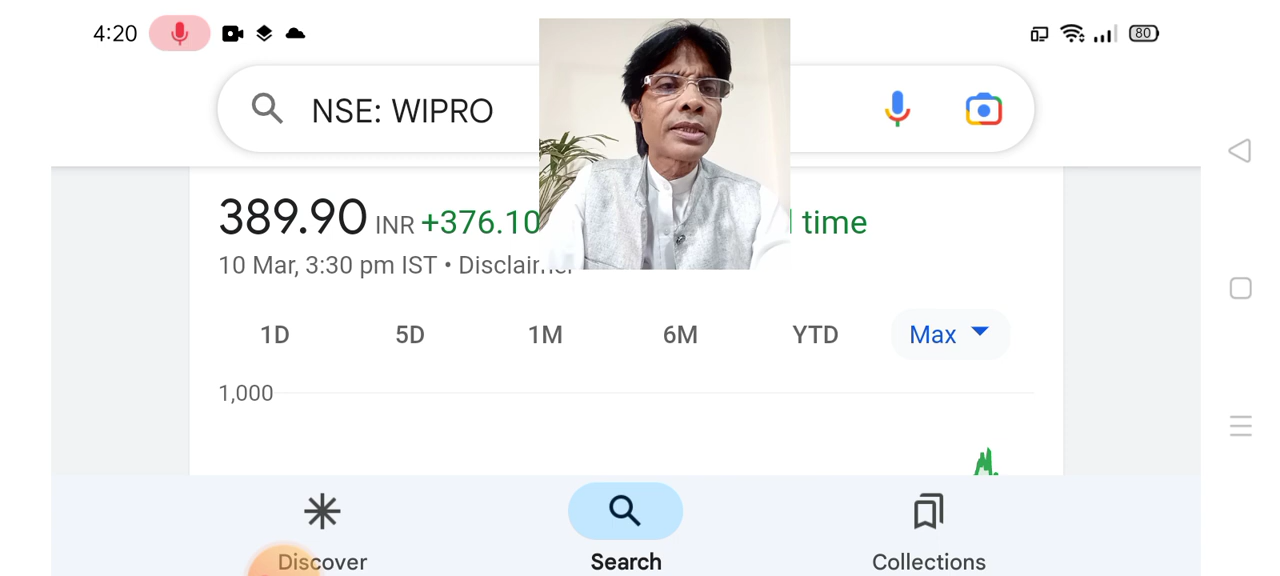 4:20
80
NSE: WIPRO
389.90 INR +376.10 time
10 Mar, 3:30 pm IST • Disclaimer
1D 5D 1M 6M YTD Max
1,000
Discover Search Collections